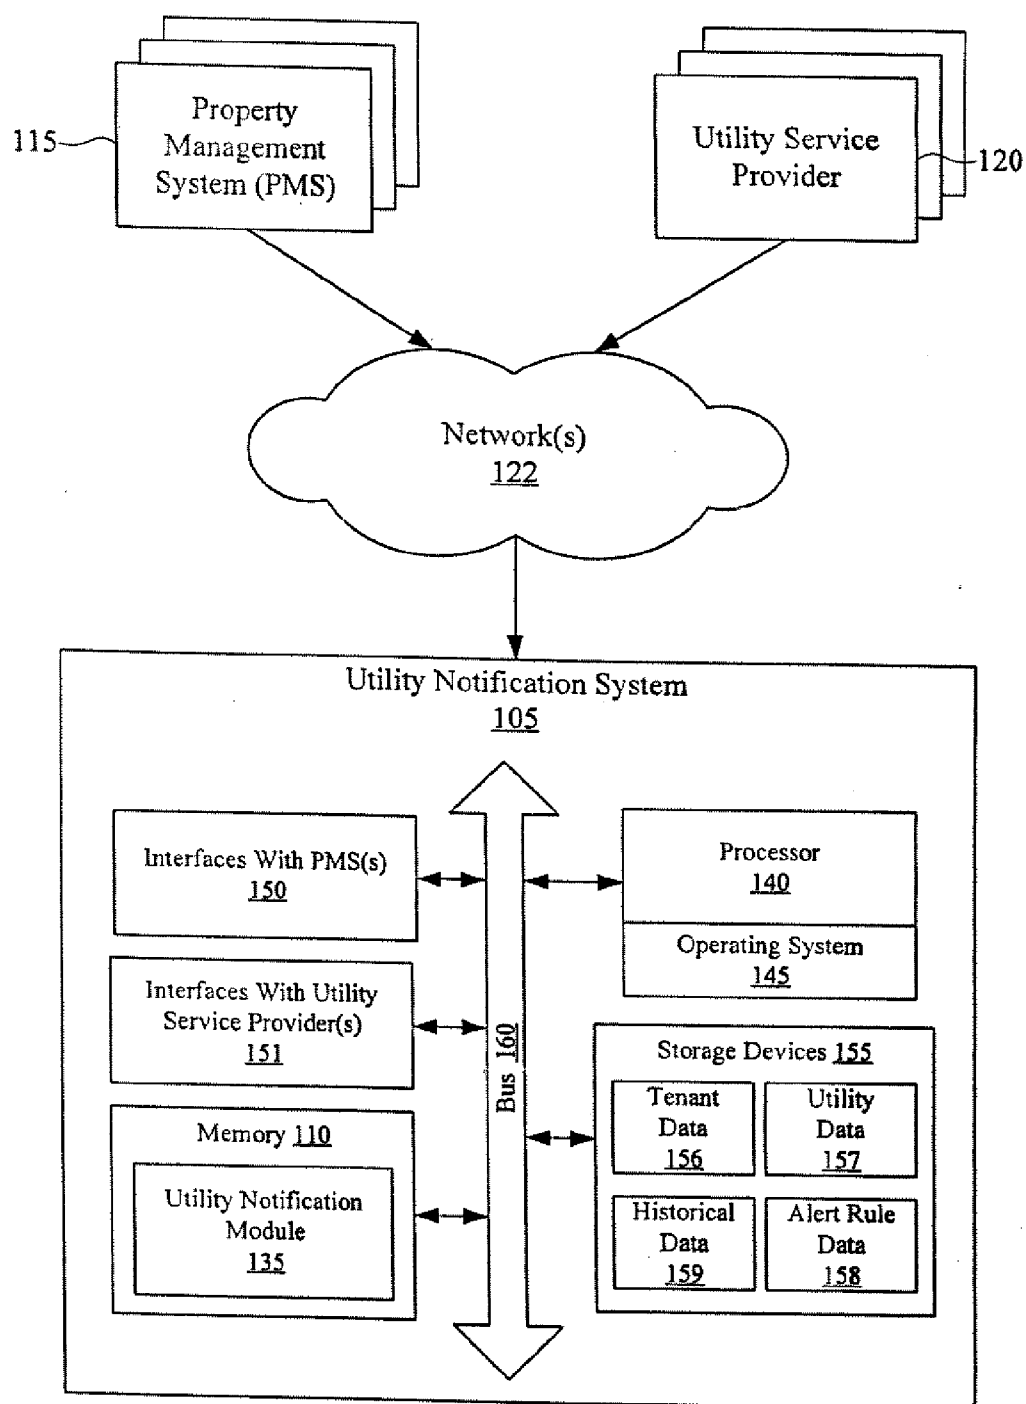 Property
Management
System (PMS)
115
Utility Service
Provider
120
Network(s)
122
Utility Notification System
105
Interfaces With PMS(s)
150
Interfaces With Utility
Service Provider(s)
151
Memory 110
Utility Notification
Module
135
Bus 160
Processor
140
Operating System
145
Storage Devices 155
Tenant
Data
156
Utility
Data
157
Historical
Data
159
Alert Rule
Data
158